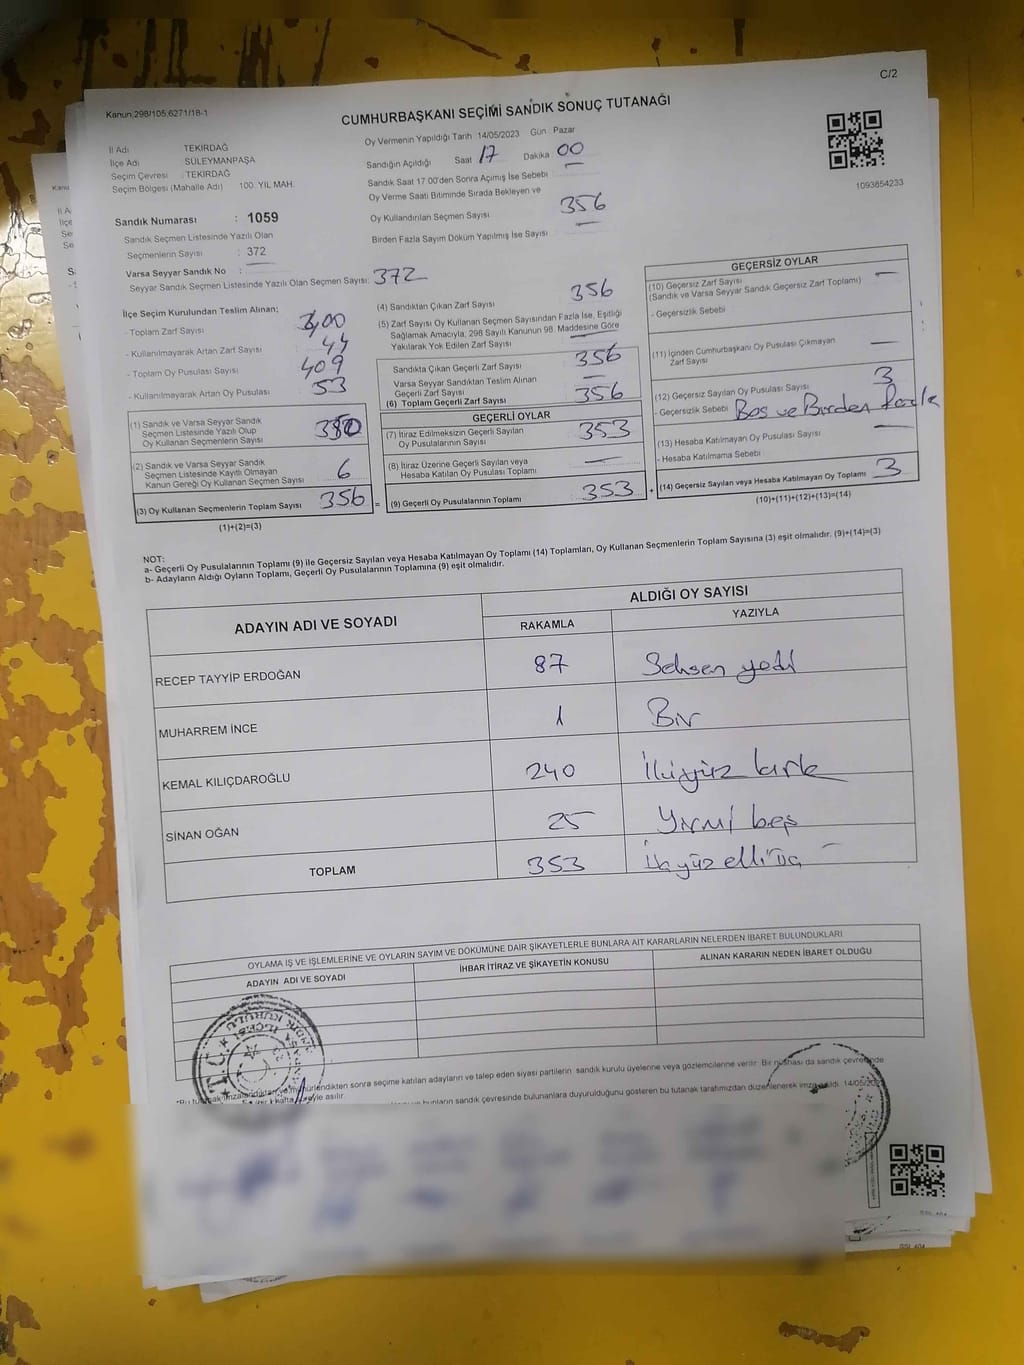 C/2
Kanun;298/105;6271/18-1
CUMHURBAŞKANI SEÇİMİ SANDIK SONUÇ TUTANAĞI
İl Adı TEKİRDAĞ
İlçe Adı SÜLEYMANPAŞA
Seçim Çevresi : TEKİRDAĞ
Seçim Bölgesi (Mahalle Adı) 100. YIL MAH.
Sandık Numarası : 1059
Sandık Seçmen Listesinde Yazılı Olan
Seçmenlerin Sayısı : 372
Varsa Seyyar Sandık No :
Seyyar Sandık Seçmen Listesinde Yazılı Olan Seçmen Sayısı: 372
Oy Vermenin Yapıldığı Tarih 14/05/2023 Gün Pazar
Sandığın Açıldığı Saat 17 Dakika 00
Sandık Saat 17.00'den Sonra Açımış İse Sebebi
Oy Verme Saati Bitiminde Sırada Bekleyen ve
Oy Kullandırılan Seçmen Sayısı 356
Birden Fazla Sayım Döküm Yapılmış İse Sayısı
1093854233
İlçe Seçim Kurulundan Teslim Alınan;
- Toplam Zarf Sayısı 400
- Kullanılmayarak Artan Zarf Sayısı 44
- Toplam Oy Pusulası Sayısı 409
- Kullanılmayarak Artan Oy Pusulası 53
(1) Sandık ve Varsa Seyyar Sandık
Seçmen Listesinde Yazılı Olup
Oy Kullanan Seçmenlerin Sayısı 350
(2) Sandık ve Varsa Seyyar Sandık
Seçmen Listesinde Kayıtlı Olmayan
Kanun Gereği Oy Kullanan Seçmen Sayısı 6
(3) Oy Kullanan Seçmenlerin Toplam Sayısı 356
(1)+(2)=(3)
(4) Sandıktan Çıkan Zarf Sayısı 356
(5) Zarf Sayısı Oy Kullanan Seçmen Sayısından Fazla İse, Eşitliği
Sağlamak Amacıyla, 298 Sayılı Kanunun 98. Maddesine Göre
Yakılarak Yok Edilen Zarf Sayısı
Sandıkta Çıkan Geçerli Zarf Sayısı 356
Varsa Seyyar Sandıktan Teslim Alınan
Geçerli Zarf Sayısı
(6) Toplam Geçerli Zarf Sayısı 356
=
GEÇERLİ OYLAR
(7) İtiraz Edilmeksizin Geçerli Sayılan
Oy Pusulalarının Sayısı 353
(8) İtiraz Üzerine Geçerli Sayılan veya
Hesaba Katılan Oy Pusulası Toplamı
(9) Geçerli Oy Pusulalarının Toplamı 353
+
GEÇERSİZ OYLAR
(10) Geçersiz Zarf Sayısı
(Sandık ve Varsa Seyyar Sandık Geçersiz Zarf Toplamı)
- Geçersizlik Sebebi
(11) İçinden Cumhurbaşkanı Oy Pusulası Çıkmayan
Zarf Sayısı
(12) Geçersiz Sayılan Oy Pusulası Sayısı 3
- Geçersizlik Sebebi Boş ve Birden fazla
(13) Hesaba Katılmayan Oy Pusulası Sayısı
- Hesaba Katılmama Sebebi
(14) Geçersiz Sayılan veya Hesaba Katılmayan Oy Toplamı 3
(10)+(11)+(12)+(13)=(14)
NOT:
a- Geçerli Oy Pusulalarının Toplamı (9) ile Geçersiz Sayılan veya Hesaba Katılmayan Oy Toplamı (14) Toplamları, Oy Kullanan Seçmenlerin Toplam Sayısına (3) eşit olmalıdır. (9)+(14)=(3)
b- Adayların Aldığı Oyların Toplamı, Geçerli Oy Pusulalarının Toplamına (9) eşit olmalıdır.
ADAYIN ADI VE SOYADI ALDIĞI OY SAYISI
RAKAMLA YAZIYLA
RECEP TAYYİP ERDOĞAN 87 Seksen yedi
MUHARREM İNCE 1 Bir
KEMAL KILIÇDAROĞLU 240 İkiyüz kırk
SİNAN OĞAN 25 Yirmi beş
TOPLAM 353 üçyüz elli üç
OYLAMA İŞ VE İŞLEMLERİNE VE OYLARIN SAYIM VE DÖKÜMÜNE DAİR ŞİKAYETLERLE BUNLARA AİT KARARLARIN NELERDEN İBARET BULUNDUKLARI
ADAYIN ADI VE SOYADI İHBAR İTİRAZ VE ŞİKAYETİN KONUSU ALINAN KARARIN NEDEN İBARET OLDUĞU
sonra seçime katılan adayların ve talep eden siyasi partilerin sandık kurulu üyelerine veya gözlemcilerine verilir. Bir nüshası da sandık çevresinde
bunların sandık çevresinde bulunanlara duyurulduğunu gösteren bu tutanak tarafımızdan düzenlenerek imza edildi. 14/05/2023